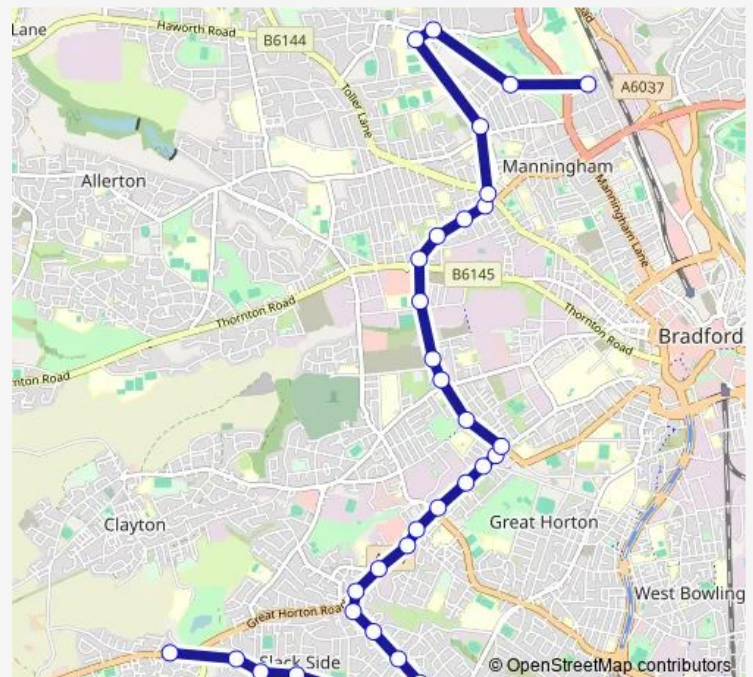 Lane
Haworth Road
B6144
Toller Lane
A6037
Road
Manningham
Allerton
Manningham Lane
B6145
Thornton Road
Thornton Road
Bradford
nton Road
Clayton
Great Horton
West Bowling
Great Horton Road
Slack Side
© OpenStreetMap contributors